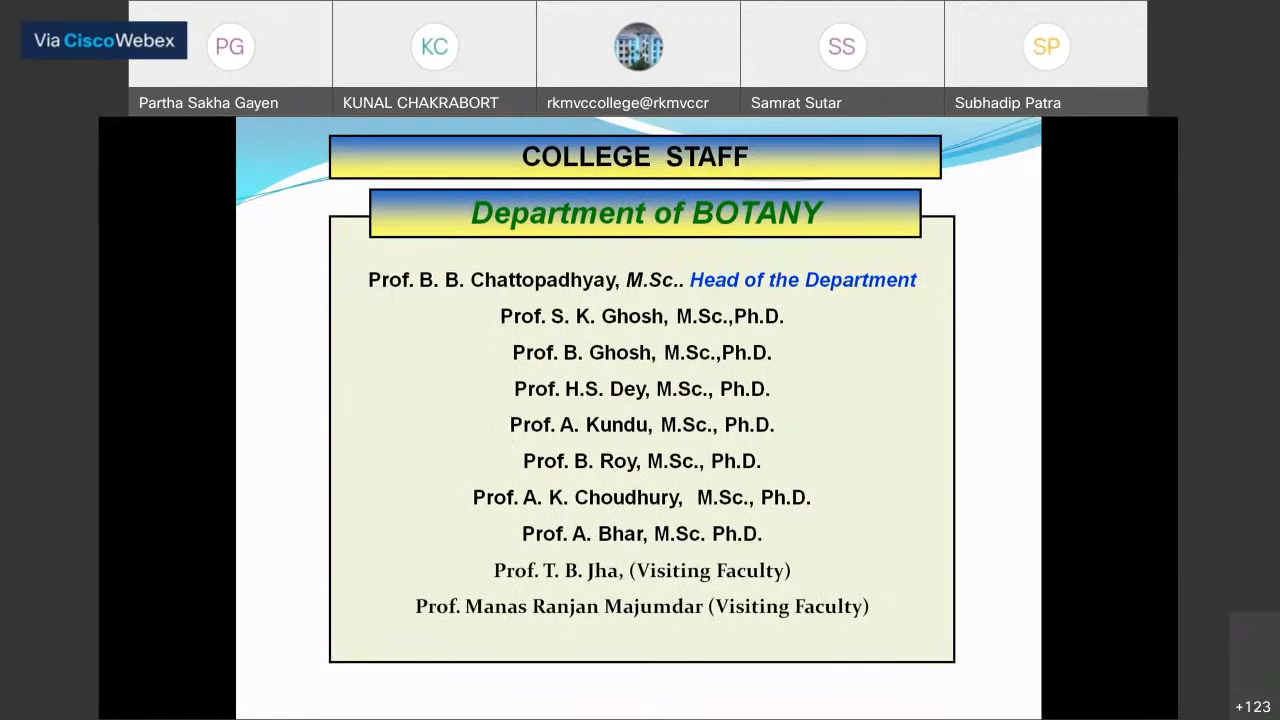 Via Cisco Webex
PG
KC
SS
SP
Partha Sakha Gayen
KUNAL CHAKRABORT
rkmvccollege@rkmvccr
Samrat Sutar
Subhadip Patra
COLLEGE STAFF
Department of BOTANY
Prof. B. B. Chattopadhyay, M.Sc.. Head of the Department
Prof. S. K. Ghosh, M.Sc.,Ph.D.
Prof. B. Ghosh, M.Sc.,Ph.D.
Prof. H.S. Dey, M.Sc., Ph.D.
Prof. A. Kundu, M.Sc., Ph.D.
Prof. B. Roy, M.Sc., Ph.D.
Prof. A. K. Choudhury, M.Sc., Ph.D.
Prof. A. Bhar, M.Sc. Ph.D.
Prof. T. B. Jha, (Visiting Faculty)
Prof. Manas Ranjan Majumdar (Visiting Faculty)
+123